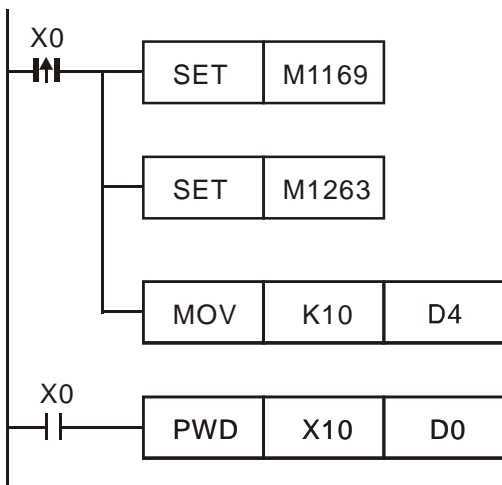 X0
SET M1169
SET M1263
MOV K10 D4
X0
PWD X10 D0